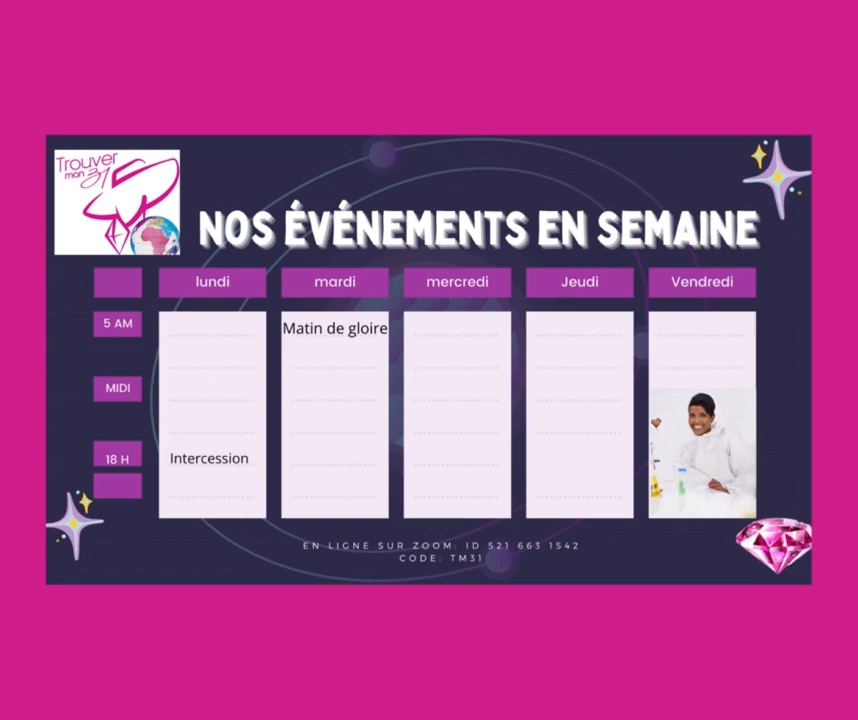 Trouver
mon 31
NOS ÉVÉNEMENTS EN SEMAINE
lundi
mardi
mercredi
Jeudi
Vendredi
5 AM
Matin de gloire
MIDI
18 H
Intercession
EN LIGNE SUR ZOOM: ID 521 663 1542
CODE: TM31